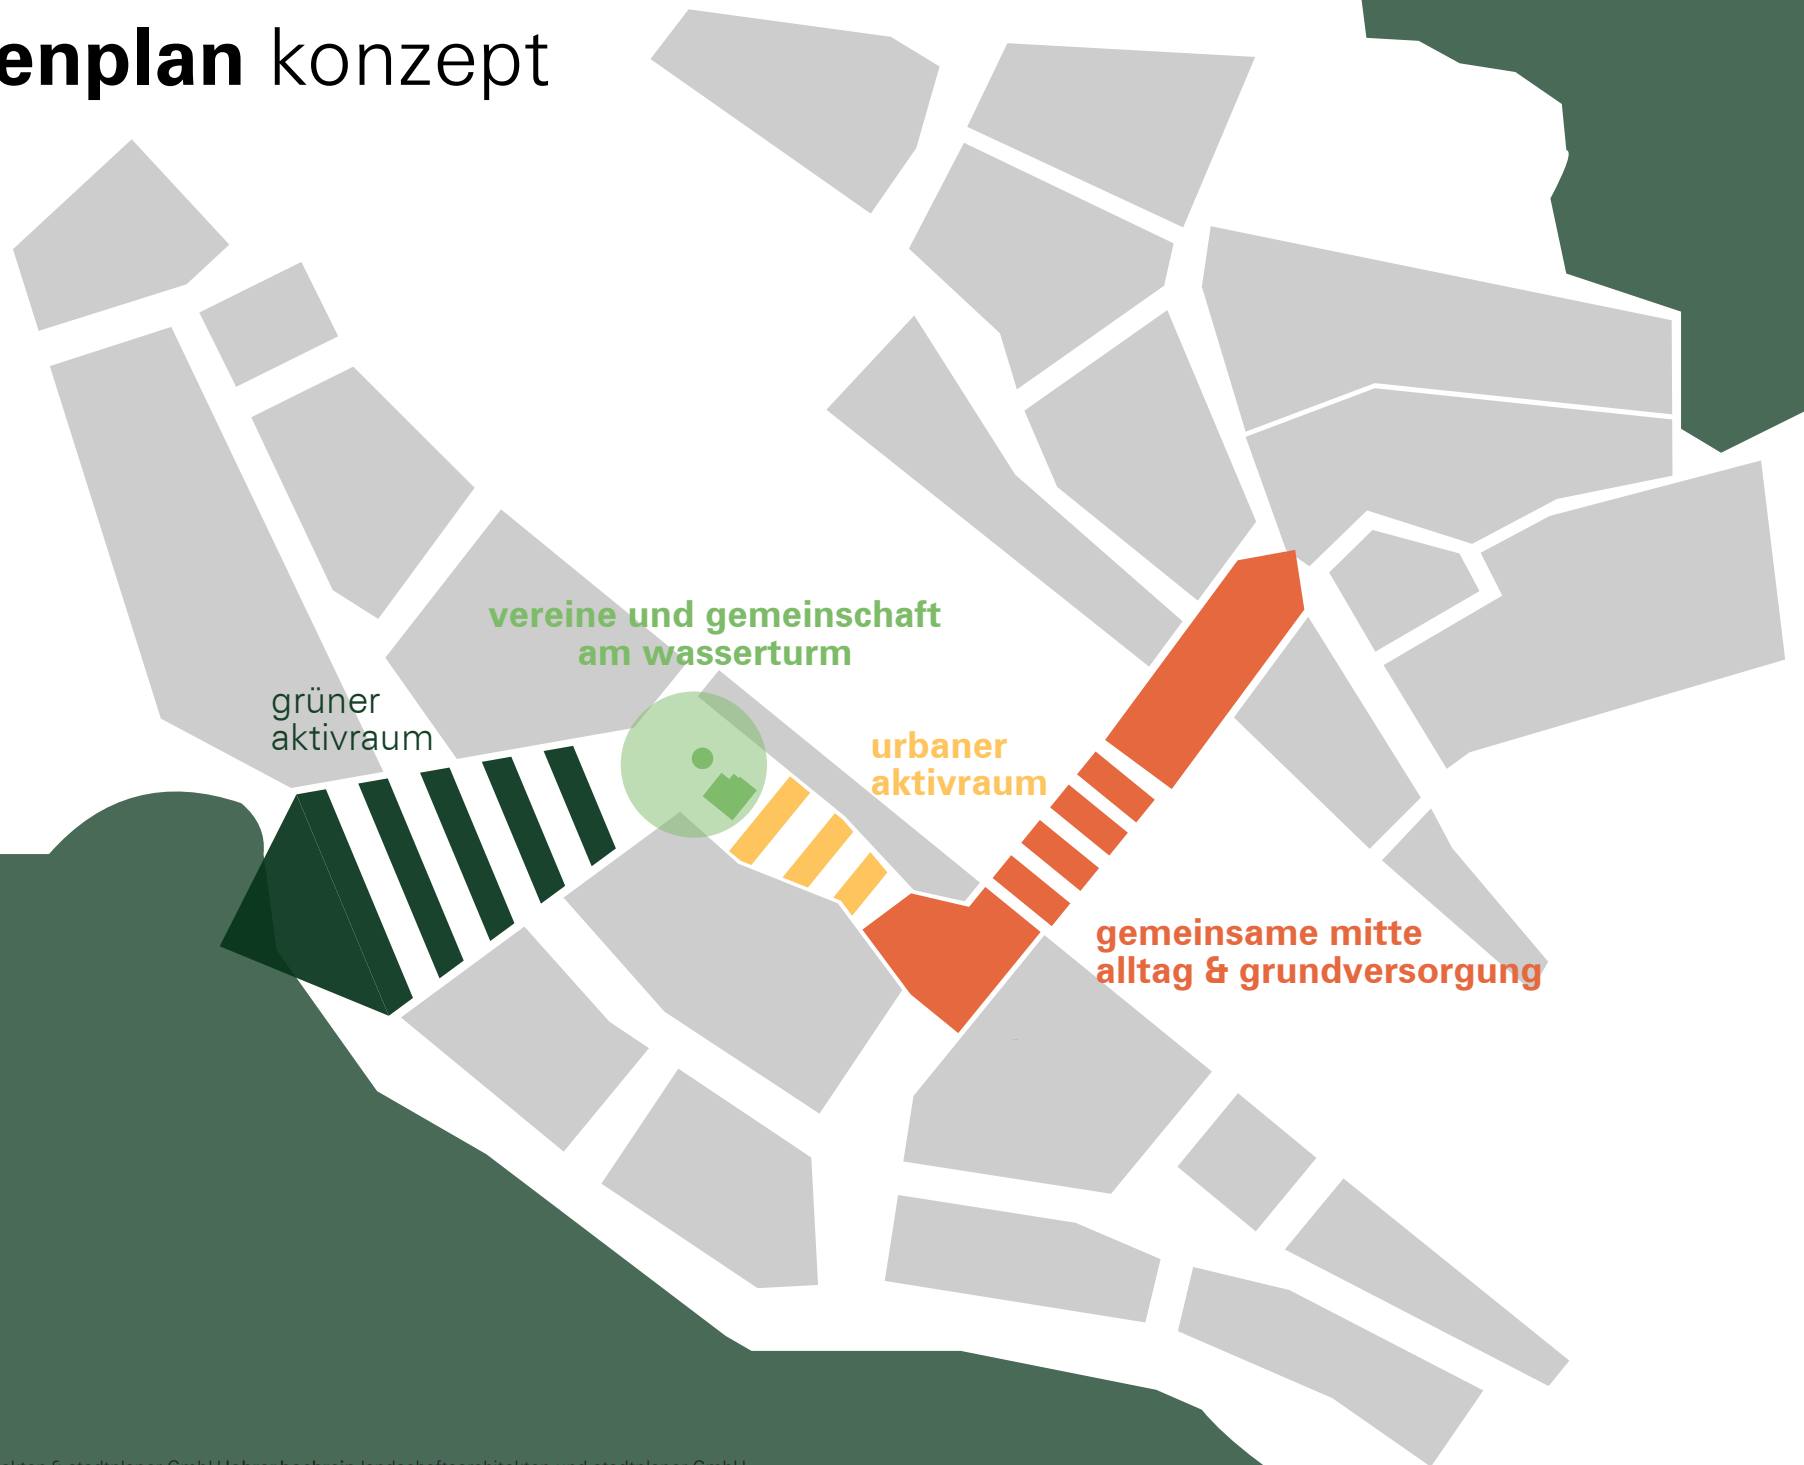 enplan konzept
vereine und gemeinschaft
am wasserturm
grüner
aktivraum
urbaner
aktivraum
gemeinsame mitte
alltag & grundversorgung